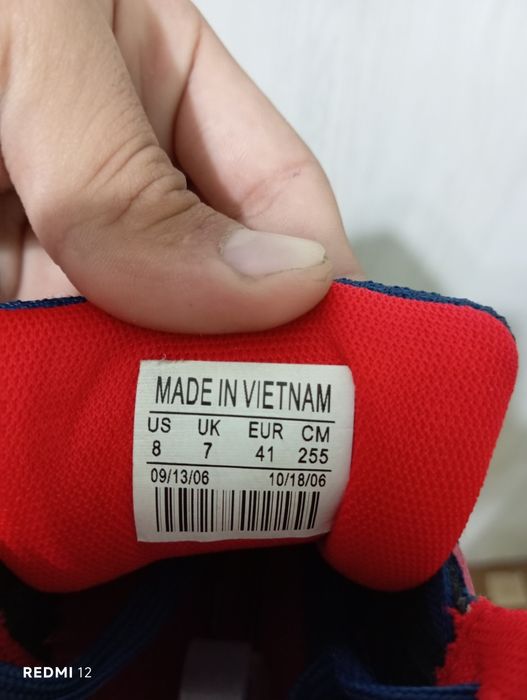 MADE IN VIETNAM
US UK EUR CM
8 7 41 255
09/13/06 10/18/06
REDMI 12